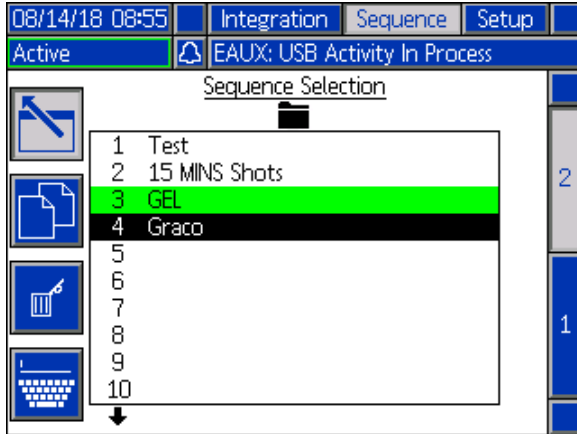 08/14/18 08:55 Integration Sequence Setup
Active EAUX: USB Activity In Process
Sequence Selection
1 Test
2 15 MINS Shots
3 GEL
4 Graco
5
6
7
8
9
10
2
1